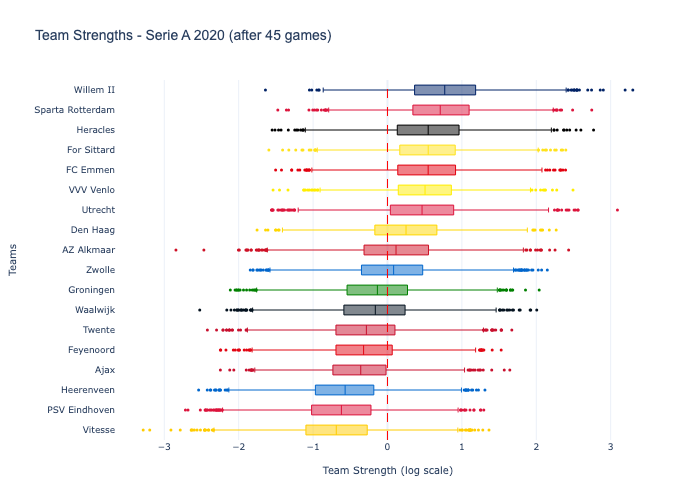 Team Strengths - Serie A 2020 (after 45 games)
Willem II
Sparta Rotterdam
Heracles
For Sittard
FC Emmen
VVV Venlo
Utrecht
Den Haag
AZ Alkmaar
Zwolle
Groningen
Waalwijk
Twente
Feyenoord
Ajax
Heerenveen
PSV Eindhoven
Vitesse
Teams
−3 −2 −1 0 1 2 3
Team Strength (log scale)